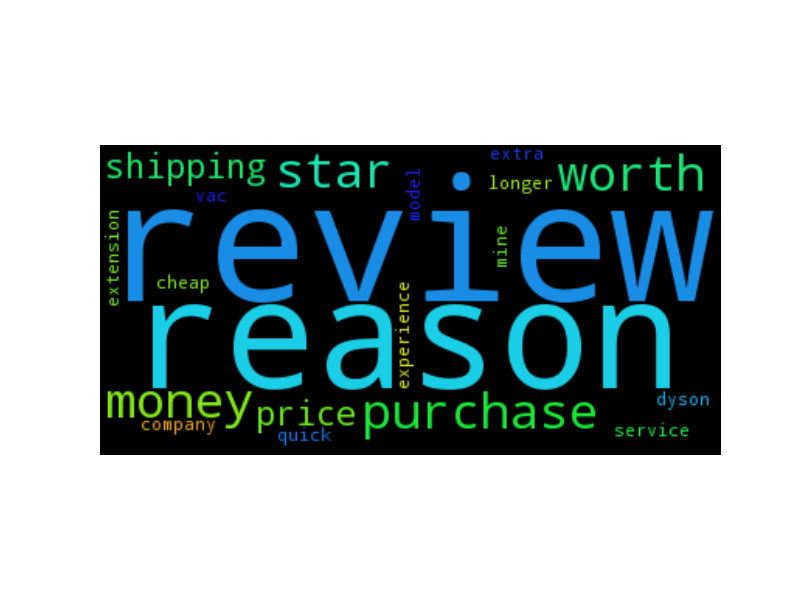 shipping star extra worth
longer
vac model
review
extension mine
cheap
experience
reason
money price purchase dyson
company quick service